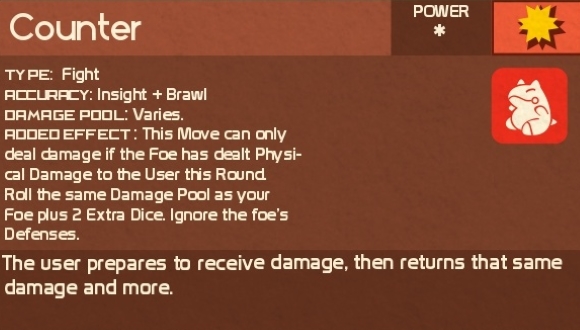 Counter
POWER
*
TYPE: Fight
ACCURACY: Insight + Brawl
DAMAGE POOL: Varies.
ADDED EFFECT: This Move can only
deal damage if the Foe has dealt Physi-
cal Damage to the User this Round.
Roll the same Damage Pool as your
Foe plus 2 Extra Dice. Ignore the foe's
Defenses.
The user prepares to receive damage, then returns that same
damage and more.